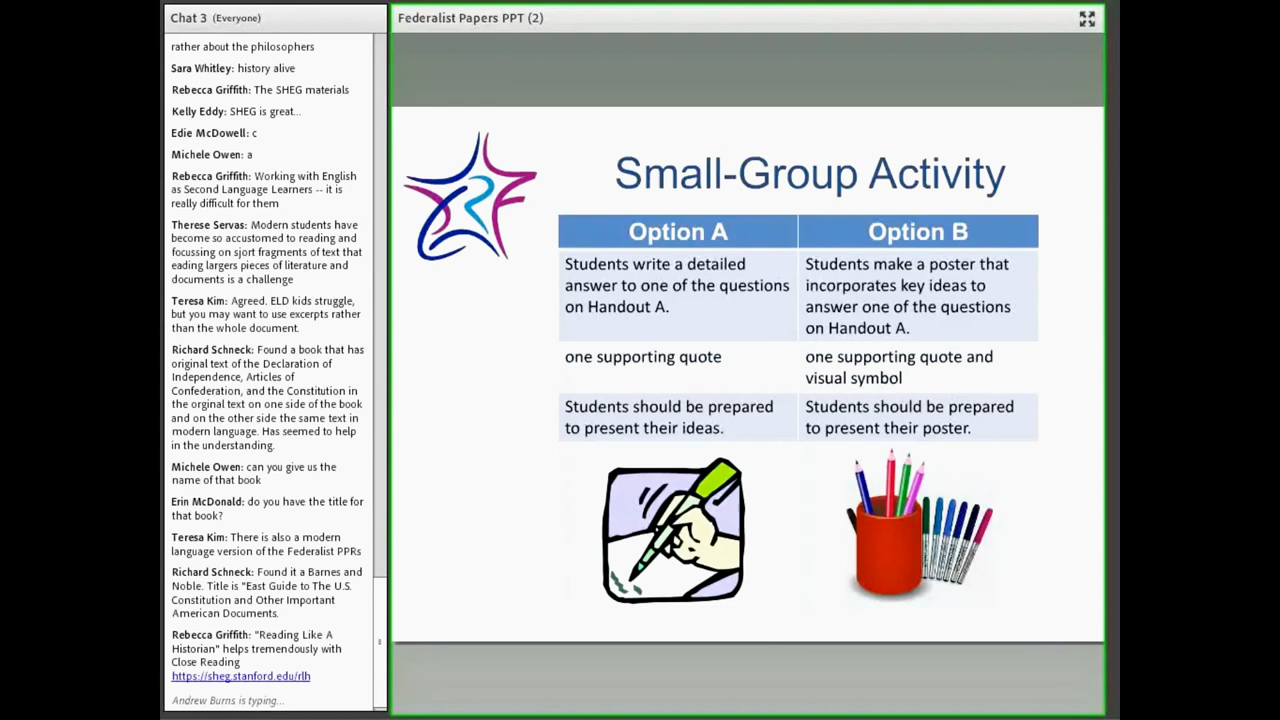 Chat 3 (Everyone)
rather about the philosophers
Sara Whitley: history alive
Rebecca Griffith: The SHEG materials
Kelly Eddy: SHEG is great...
Edie McDowell: c
Michele Owen: a
Rebecca Griffith: Working with English
as Second Language Learners -- it is
really difficult for them
Therese Servas: Modern students have
become so accustomed to reading and
focussing on sjort fragments of text that
eading largers pieces of literature and
documents is a challenge
Teresa Kim: Agreed. ELD kids struggle,
but you may want to use excerpts rather
than the whole document.
Richard Schneck: Found a book that has
original text of the Declaration of
Independence, Articles of
Confederation, and the Constitution in
the orginal text on one side of the book
and on the other side the same text in
modern language. Has seemed to help
in the understanding.
Michele Owen: can you give us the
name of that book
Erin McDonald: do you have the title for
that book?
Teresa Kim: There is also a modern
language version of the Federalist PPRs
Richard Schneck: Found it a Barnes and
Noble. Title is "East Guide to The U.S.
Constitution and Other Important
American Documents.
Rebecca Griffith: "Reading Like A
Historian" helps tremendously with
Close Reading
https://sheg.stanford.edu/rlh
Andrew Burns is typing...
Federalist Papers PPT (2)
CRF
Small-Group Activity
Option A
Option B
Students write a detailed
answer to one of the questions
on Handout A.
Students make a poster that
incorporates key ideas to
answer one of the questions
on Handout A.
one supporting quote
one supporting quote and
visual symbol
Students should be prepared
to present their ideas.
Students should be prepared
to present their poster.